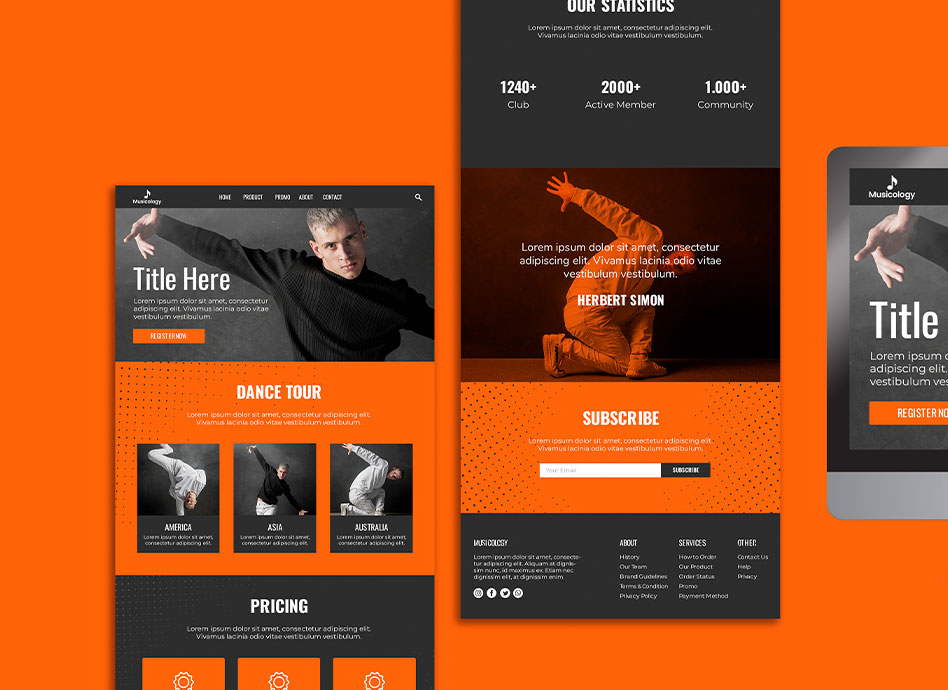 Musicology
HOME PRODUCT PROMO ABOUT CONTACT
Title Here
Lorem ipsum dolor sit amet, consectetur
adipiscing elit. Vivamus lacinia odio vitae
vestibulum vestibulum.
REGISTER NOW
DANCE TOUR
Lorem ipsum dolor sit amet, consectetur adipiscing elit.
Vivamus lacinia odio vitae vestibulum vestibulum.
AMERICA
Lorem ipsum dolor sit amet,
consectetur adipiscing elit.
ASIA
Lorem ipsum dolor sit amet,
consectetur adipiscing elit.
AUSTRALIA
Lorem ipsum dolor sit amet,
consectetur adipiscing elit.
PRICING
Lorem ipsum dolor sit amet, consectetur adipiscing elit.
Vivamus lacinia odio vitae vestibulum vestibulum.
OUR STATISTICS
Lorem ipsum dolor sit amet, consectetur adipiscing elit.
Vivamus lacinia odio vitae vestibulum vestibulum.
1240+
Club
2000+
Active Member
1.000+
Community
Lorem ipsum dolor sit amet, consectetur
adipiscing elit. Vivamus lacinia odio vitae
vestibulum vestibulum.
HERBERT SIMON
SUBSCRIBE
Lorem ipsum dolor sit amet, consectetur adipiscing elit.
Vivamus lacinia odio vitae vestibulum vestibulum.
Your Email
SUBSCRIBE
MUSICOLOGY
Lorem ipsum dolor sit amet, consecte-
tur adipiscing elit. Aliquam at dignis-
sim nunc, id maximus ex. Etiam nec
dignissim elit, at dignissim enim.
ABOUT
History
Our Team
Brand Guidelines
Terms & Condition
Privacy Policy
SERVICES
How to Order
Our Product
Order Status
Promo
Payment Method
OTHER
Contact Us
Help
Privacy
Musicology
Title
Lorem ipsum
adipiscing elit.
vestibulum
REGISTER NO